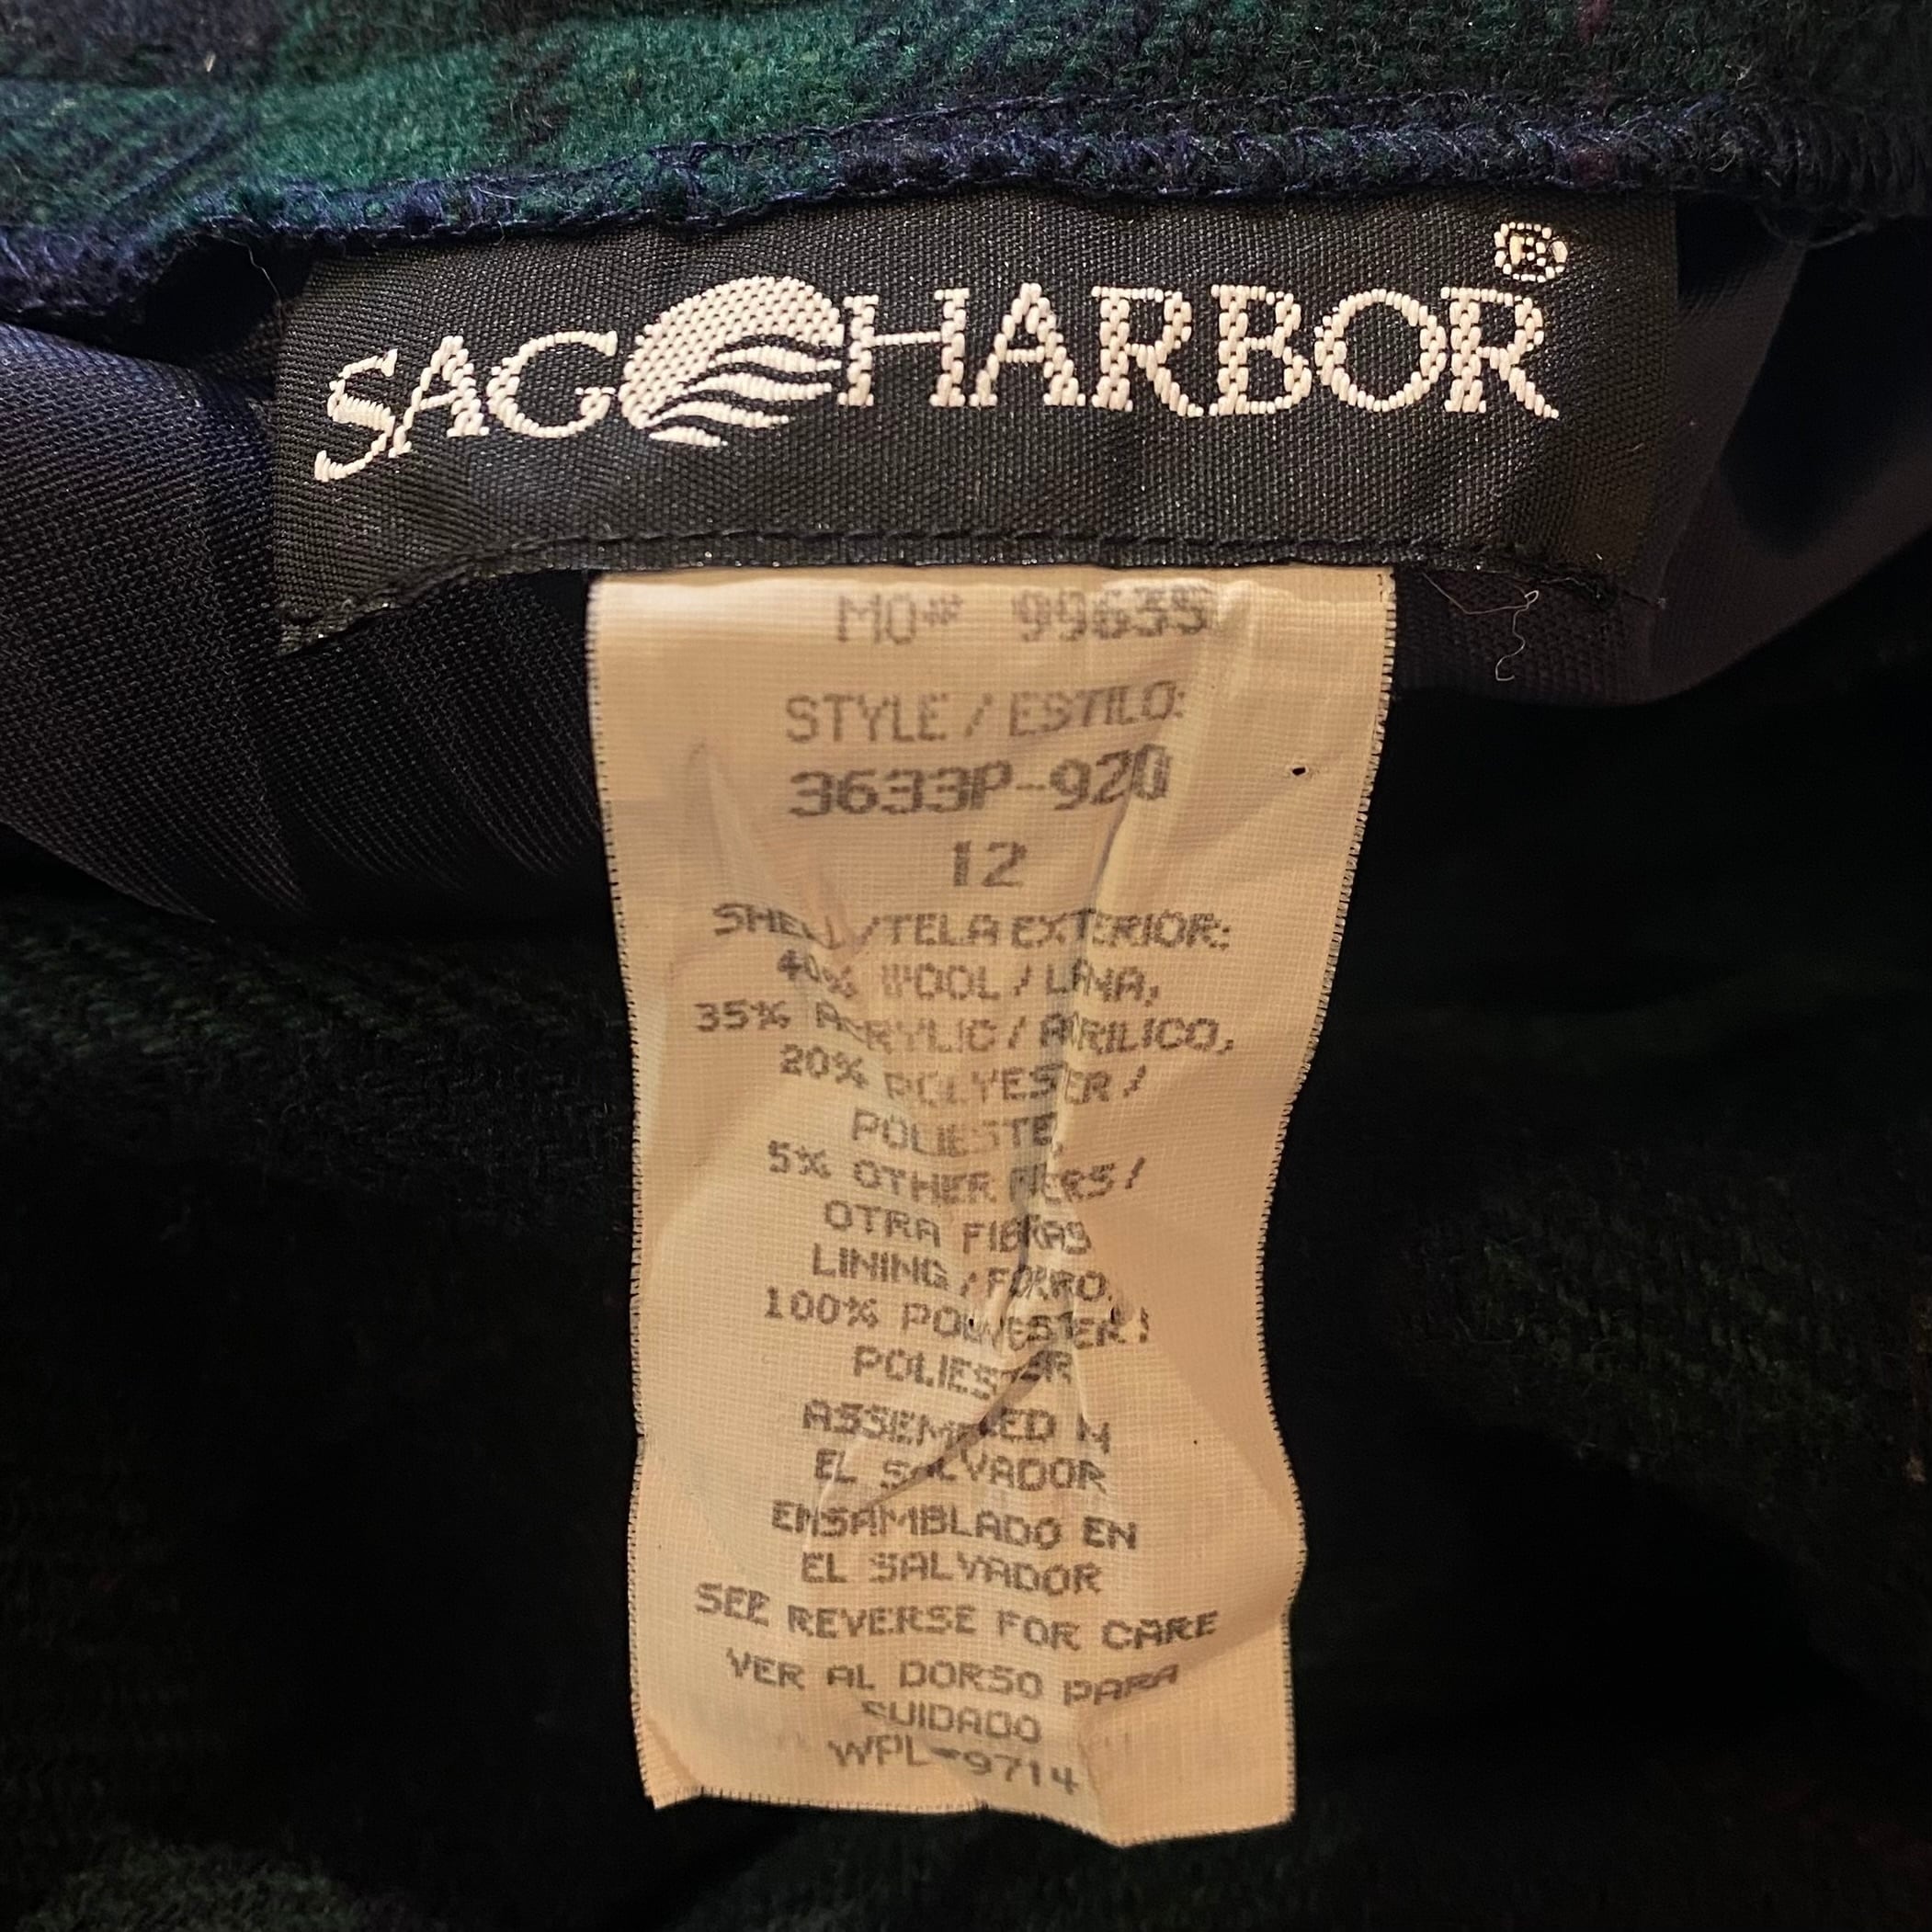 SAG HARBOR®
MO# 99635
STYLE / ESTILO:
3633P-920
12
SHELL /TELA EXTERIOR:
40% WOOL / LANA,
35% ACRYLIC / ACRILICO,
20% POLYESTER /
POLIESTER,
5% OTHER FIBERS /
OTRA FIBRAS
LINING / FORRO:
100% POLYESTER /
POLIESTER
ASSEMBLED IN
EL SALVADOR
ENSAMBLADO EN
EL SALVADOR
SEE REVERSE FOR CARE
VER AL DORSO PARA
CUIDADO
WPL-9714